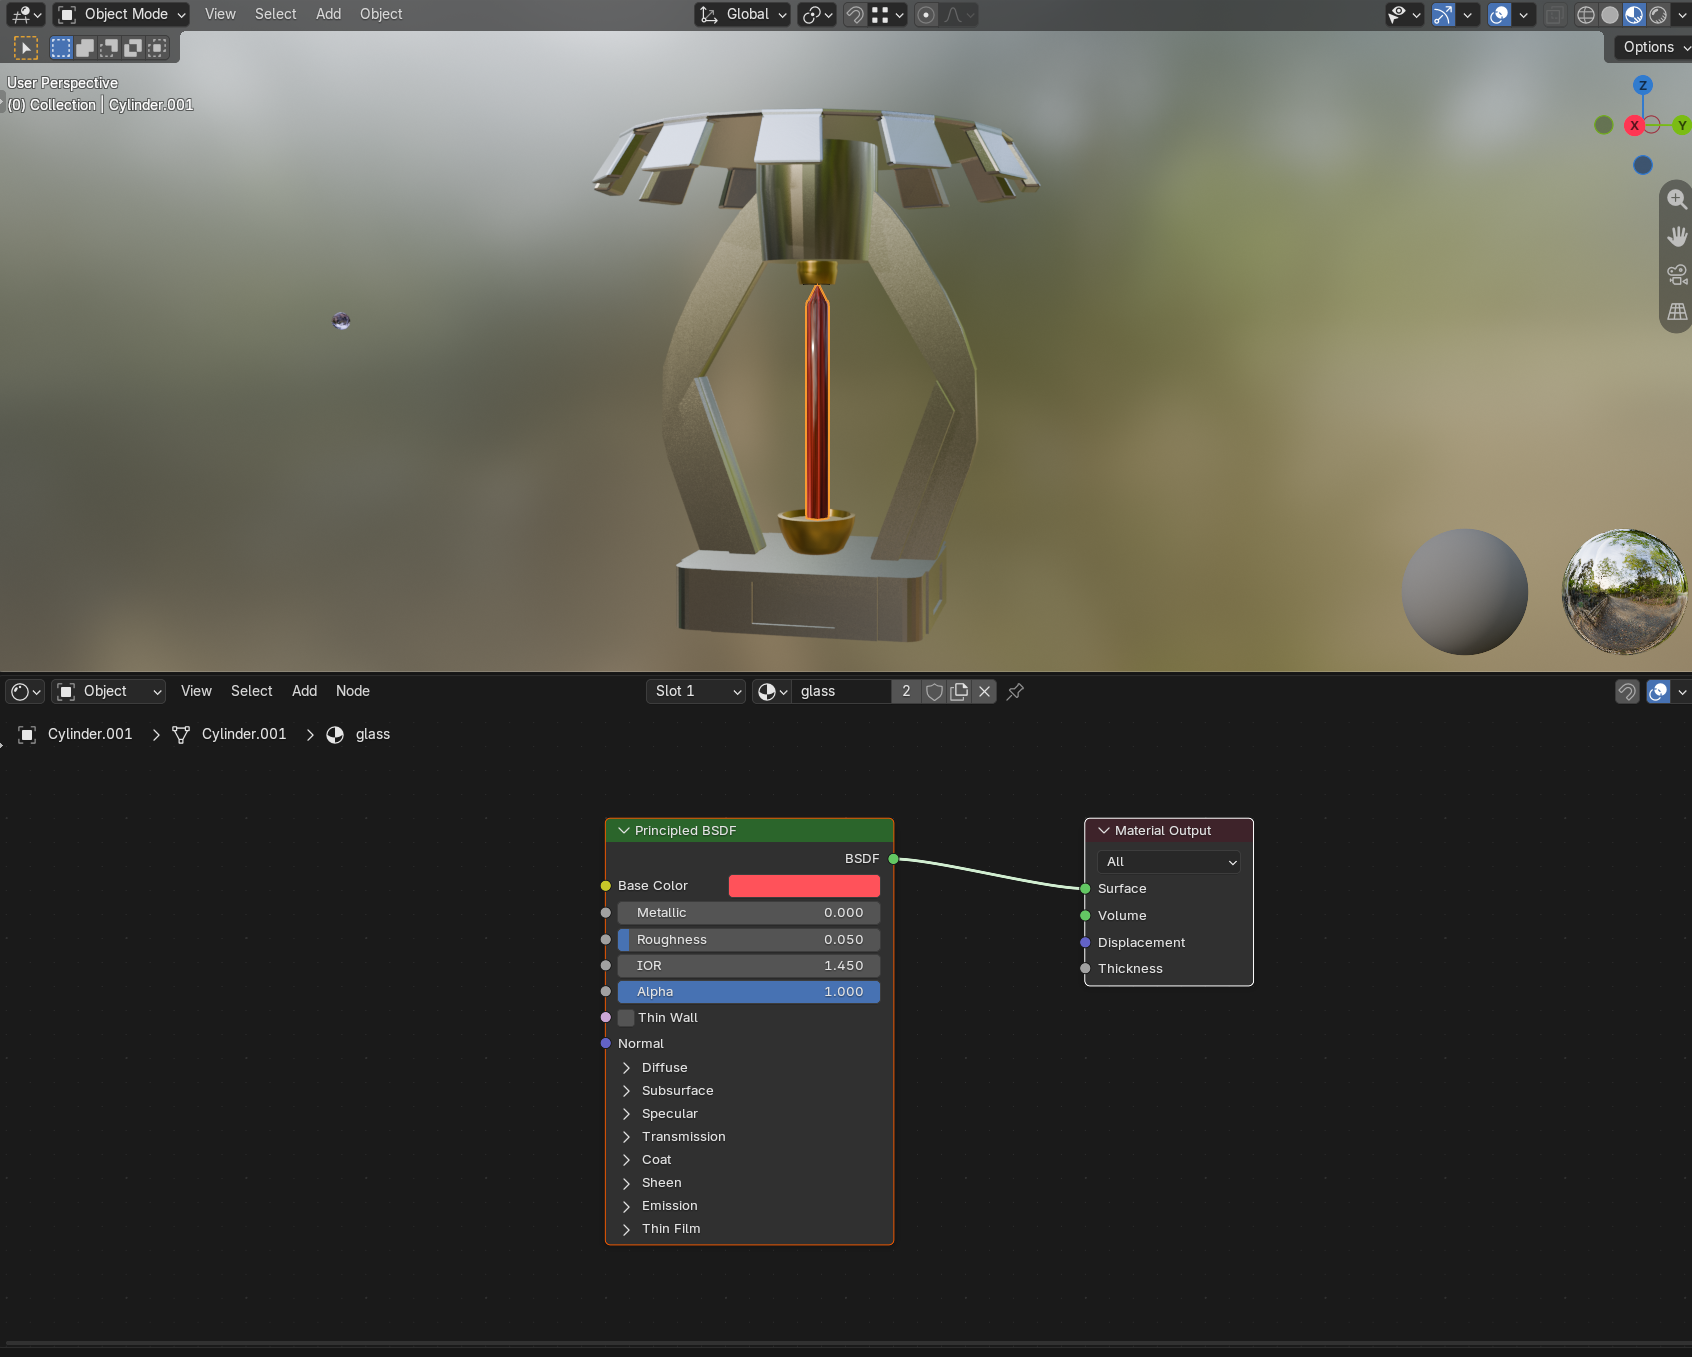 Object Mode View Select Add Object Global
Options
User Perspective
(0) Collection | Cylinder.001
Z
X
Y
Object View Select Add Node Slot 1 glass 2
Cylinder.001 Cylinder.001 glass
Principled BSDF
BSDF
Base Color
Metallic 0.000
Roughness 0.050
IOR 1.450
Alpha 1.000
Thin Wall
Normal
Diffuse
Subsurface
Specular
Transmission
Coat
Sheen
Emission
Thin Film
Material Output
All
Surface
Volume
Displacement
Thickness